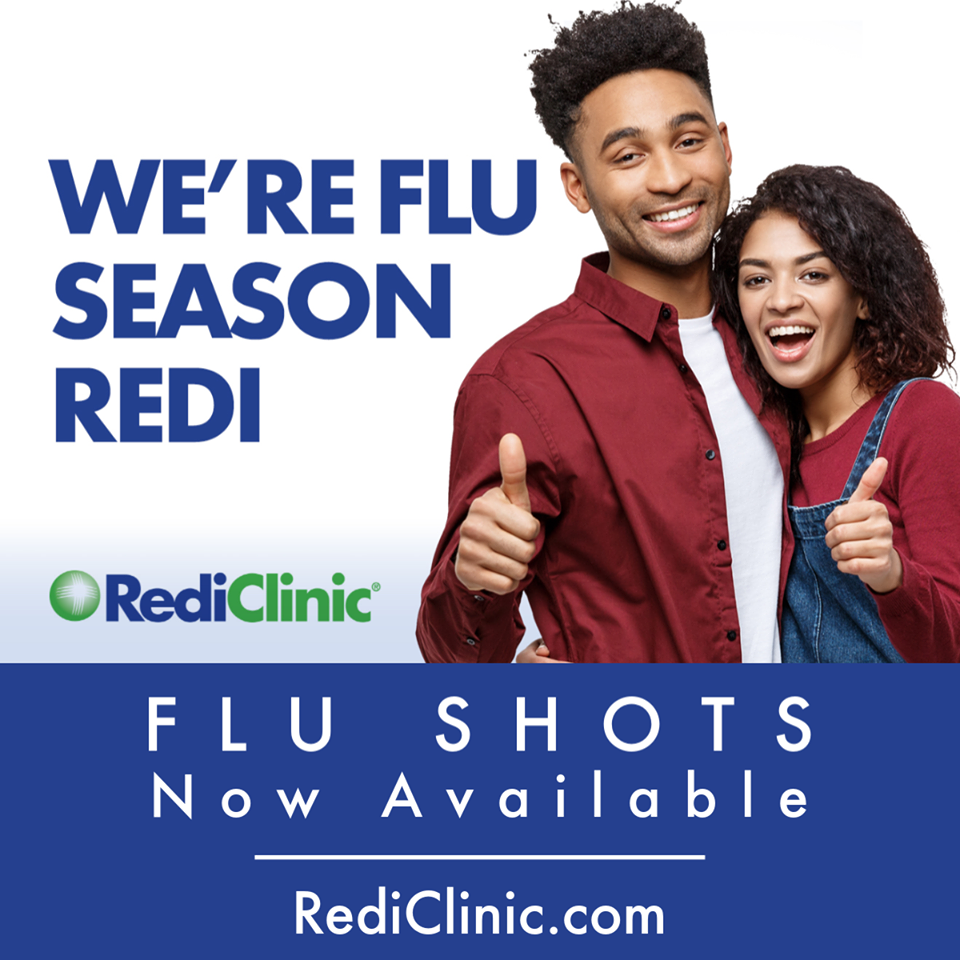 WE'RE FLU
SEASON
REDI
RediClinic®
FLU SHOTS
Now Available
RediClinic.com